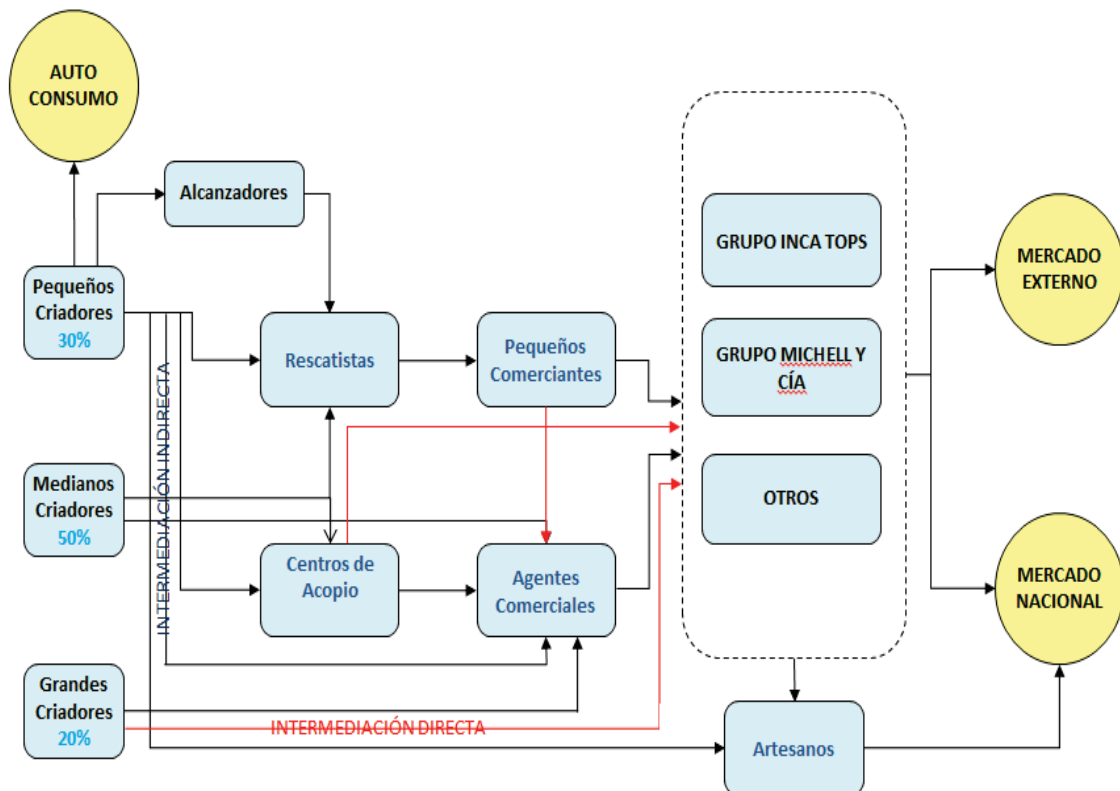 AUTO
CONSUMO
Alcanzadores
Pequeños
Criadores
30%
Rescatistas
Pequeños
Comerciantes
GRUPO INCA TOPS
GRUPO MICHELL Y
CÍA
OTROS
MERCADO
EXTERNO
INTERMEDIACIÓN INDIRECTA
Medianos
Criadores
50%
Centros de
Acopio
Agentes
Comerciales
MERCADO
NACIONAL
Grandes
Criadores
20%
INTERMEDIACIÓN DIRECTA
Artesanos